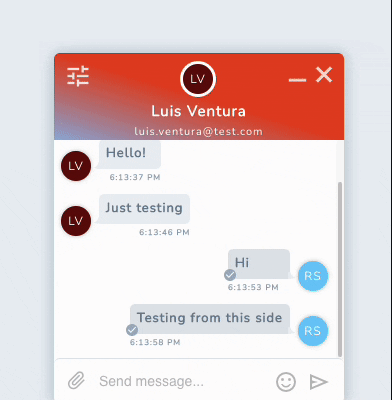 LV
Luis Ventura
luis.ventura@test.com
LV
Hello!
6:13:37 PM
LV
Just testing
6:13:46 PM
Hi
RS
6:13:53 PM
Testing from this side
RS
6:13:58 PM
Send message...